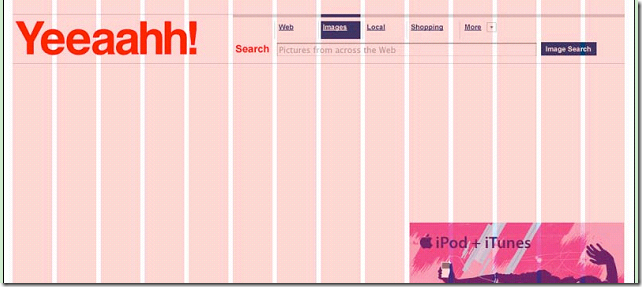 Yeeaahh!
Web Images Local Shopping More
Search Pictures from across the Web Image Search
iPod + iTunes